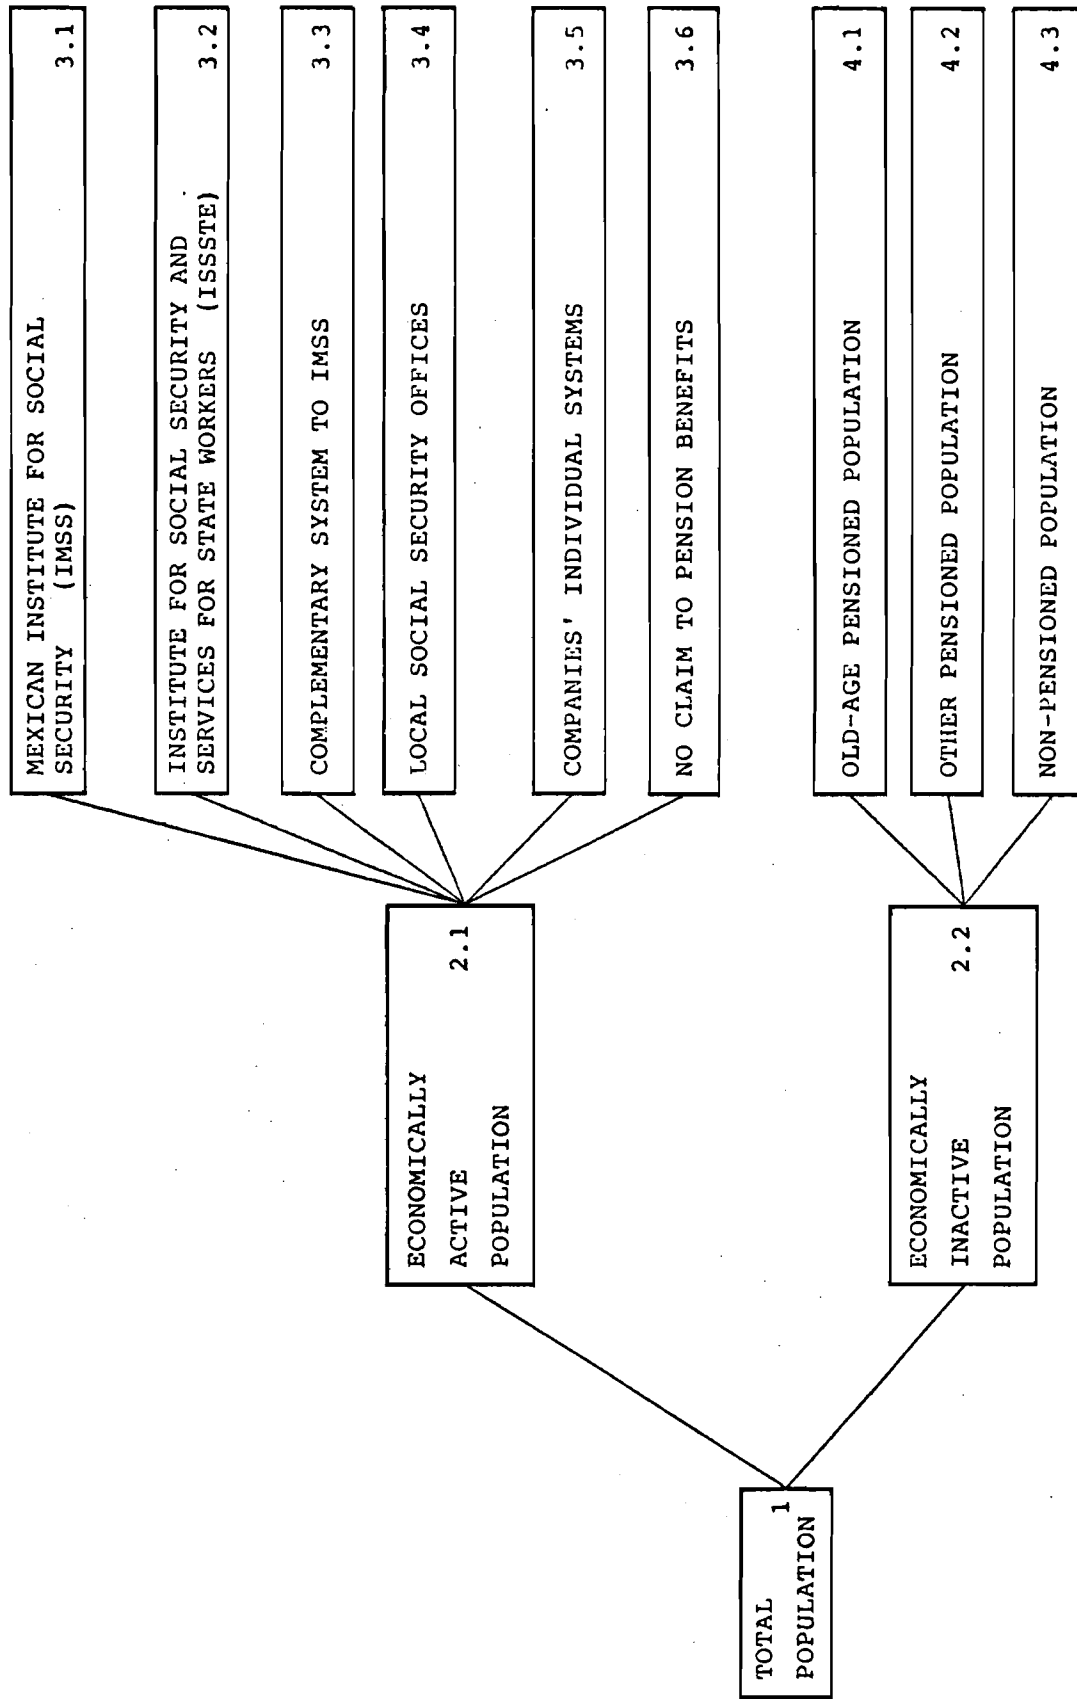 TOTAL 1
POPULATION
ECONOMICALLY
ACTIVE 2.1
POPULATION
ECONOMICALLY
INACTIVE 2.2
POPULATION
MEXICAN INSTITUTE FOR SOCIAL
SECURITY (IMSS) 3.1
INSTITUTE FOR SOCIAL SECURITY AND
SERVICES FOR STATE WORKERS (ISSSTE) 3.2
COMPLEMENTARY SYSTEM TO IMSS 3.3
LOCAL SOCIAL SECURITY OFFICES 3.4
COMPANIES' INDIVIDUAL SYSTEMS 3.5
NO CLAIM TO PENSION BENEFITS 3.6
OLD-AGE PENSIONED POPULATION 4.1
OTHER PENSIONED POPULATION 4.2
NON-PENSIONED POPULATION 4.3